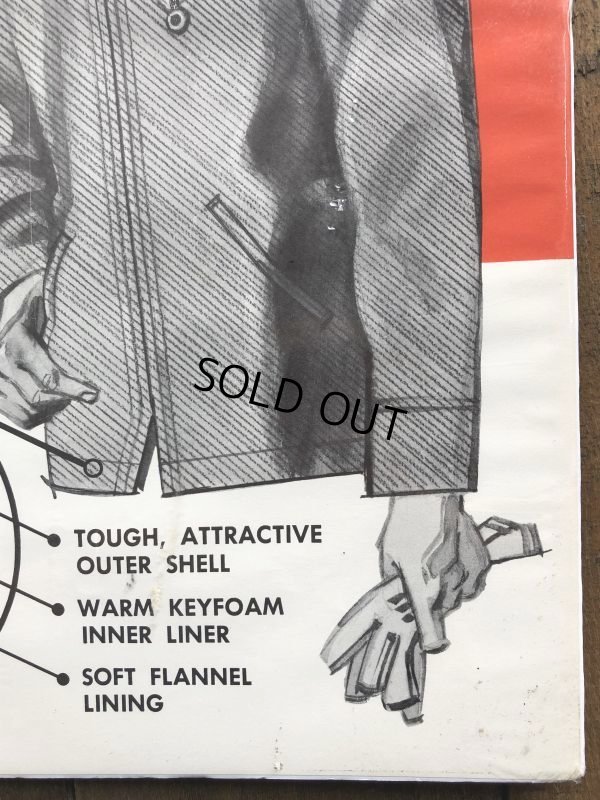 SOLD OUT
TOUGH, ATTRACTIVE
OUTER SHELL
WARM KEYFOAM
INNER LINER
SOFT FLANNEL
LINING